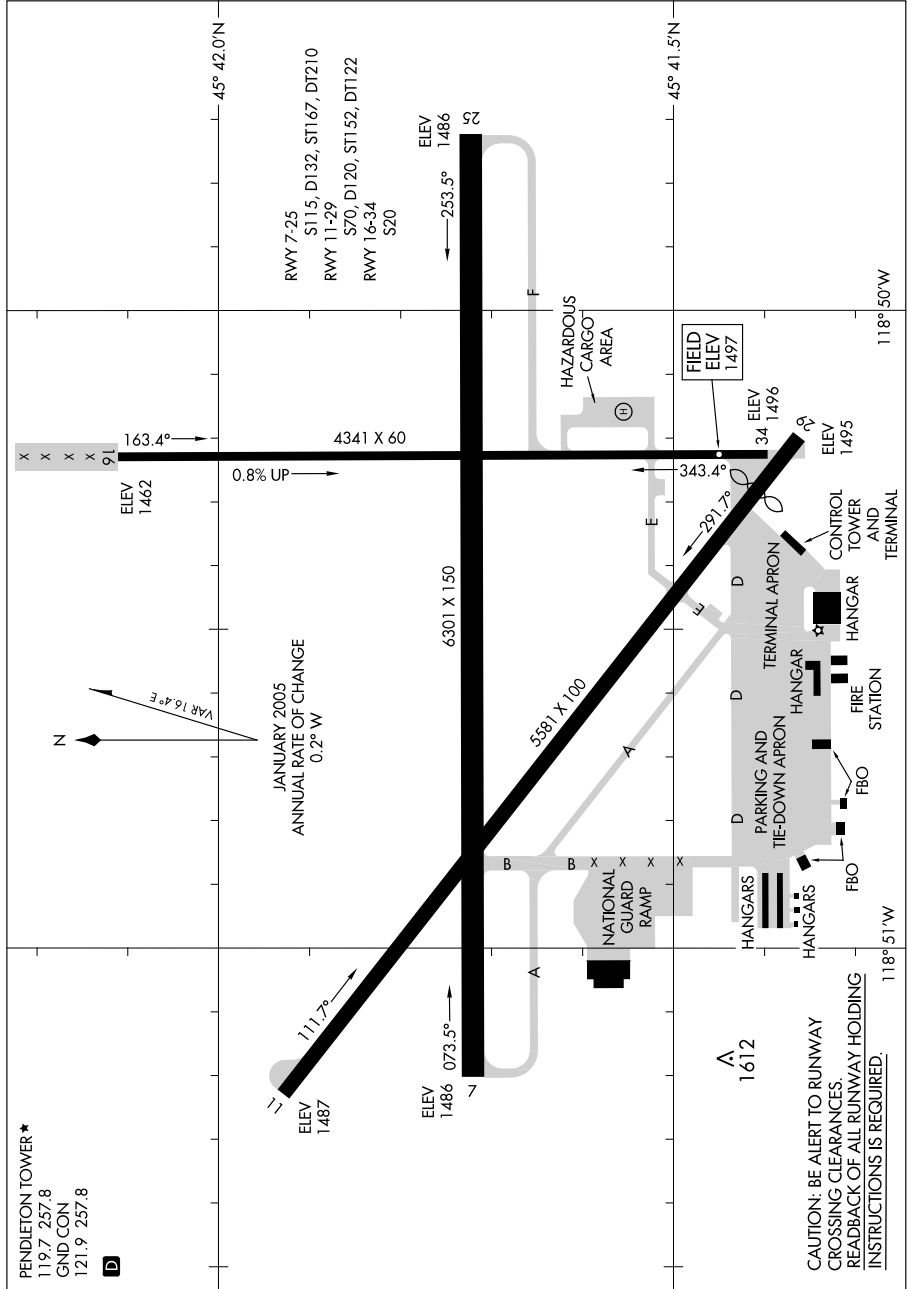 PENDLETON TOWER ★
119.7 257.8
GND CON
121.9 257.8
D
45° 42.0'N
45° 41.5'N
118° 50'W
118° 51'W
RWY 7-25
S115, D132, ST167, DT210
RWY 11-29
S70, D120, ST152, DT122
RWY 16-34
S20
N
VAR 16.4° E
JANUARY 2005
ANNUAL RATE OF CHANGE
0.2° W
X X X X
16
163.4°
ELEV
1462
0.8% UP
4341 X 60
ELEV
1486
25
253.5°
6301 X 150
F
HAZARDOUS
CARGO
AREA
H
FIELD
ELEV
1497
34
ELEV
1496
29
ELEV
1495
343.4°
291.7°
E
E
5581 X 100
A
11
ELEV
1487
111.7°
ELEV
1486
7
073.5°
A
B
B
X X X X
NATIONAL
GUARD
RAMP
D
D
D
TERMINAL APRON
PARKING AND
TIE-DOWN APRON
CONTROL
TOWER
AND
TERMINAL
HANGAR
HANGAR
FIRE
STATION
FBO
FBO
HANGARS
HANGARS
1612
CAUTION: BE ALERT TO RUNWAY
CROSSING CLEARANCES.
READBACK OF ALL RUNWAY HOLDING
INSTRUCTIONS IS REQUIRED.